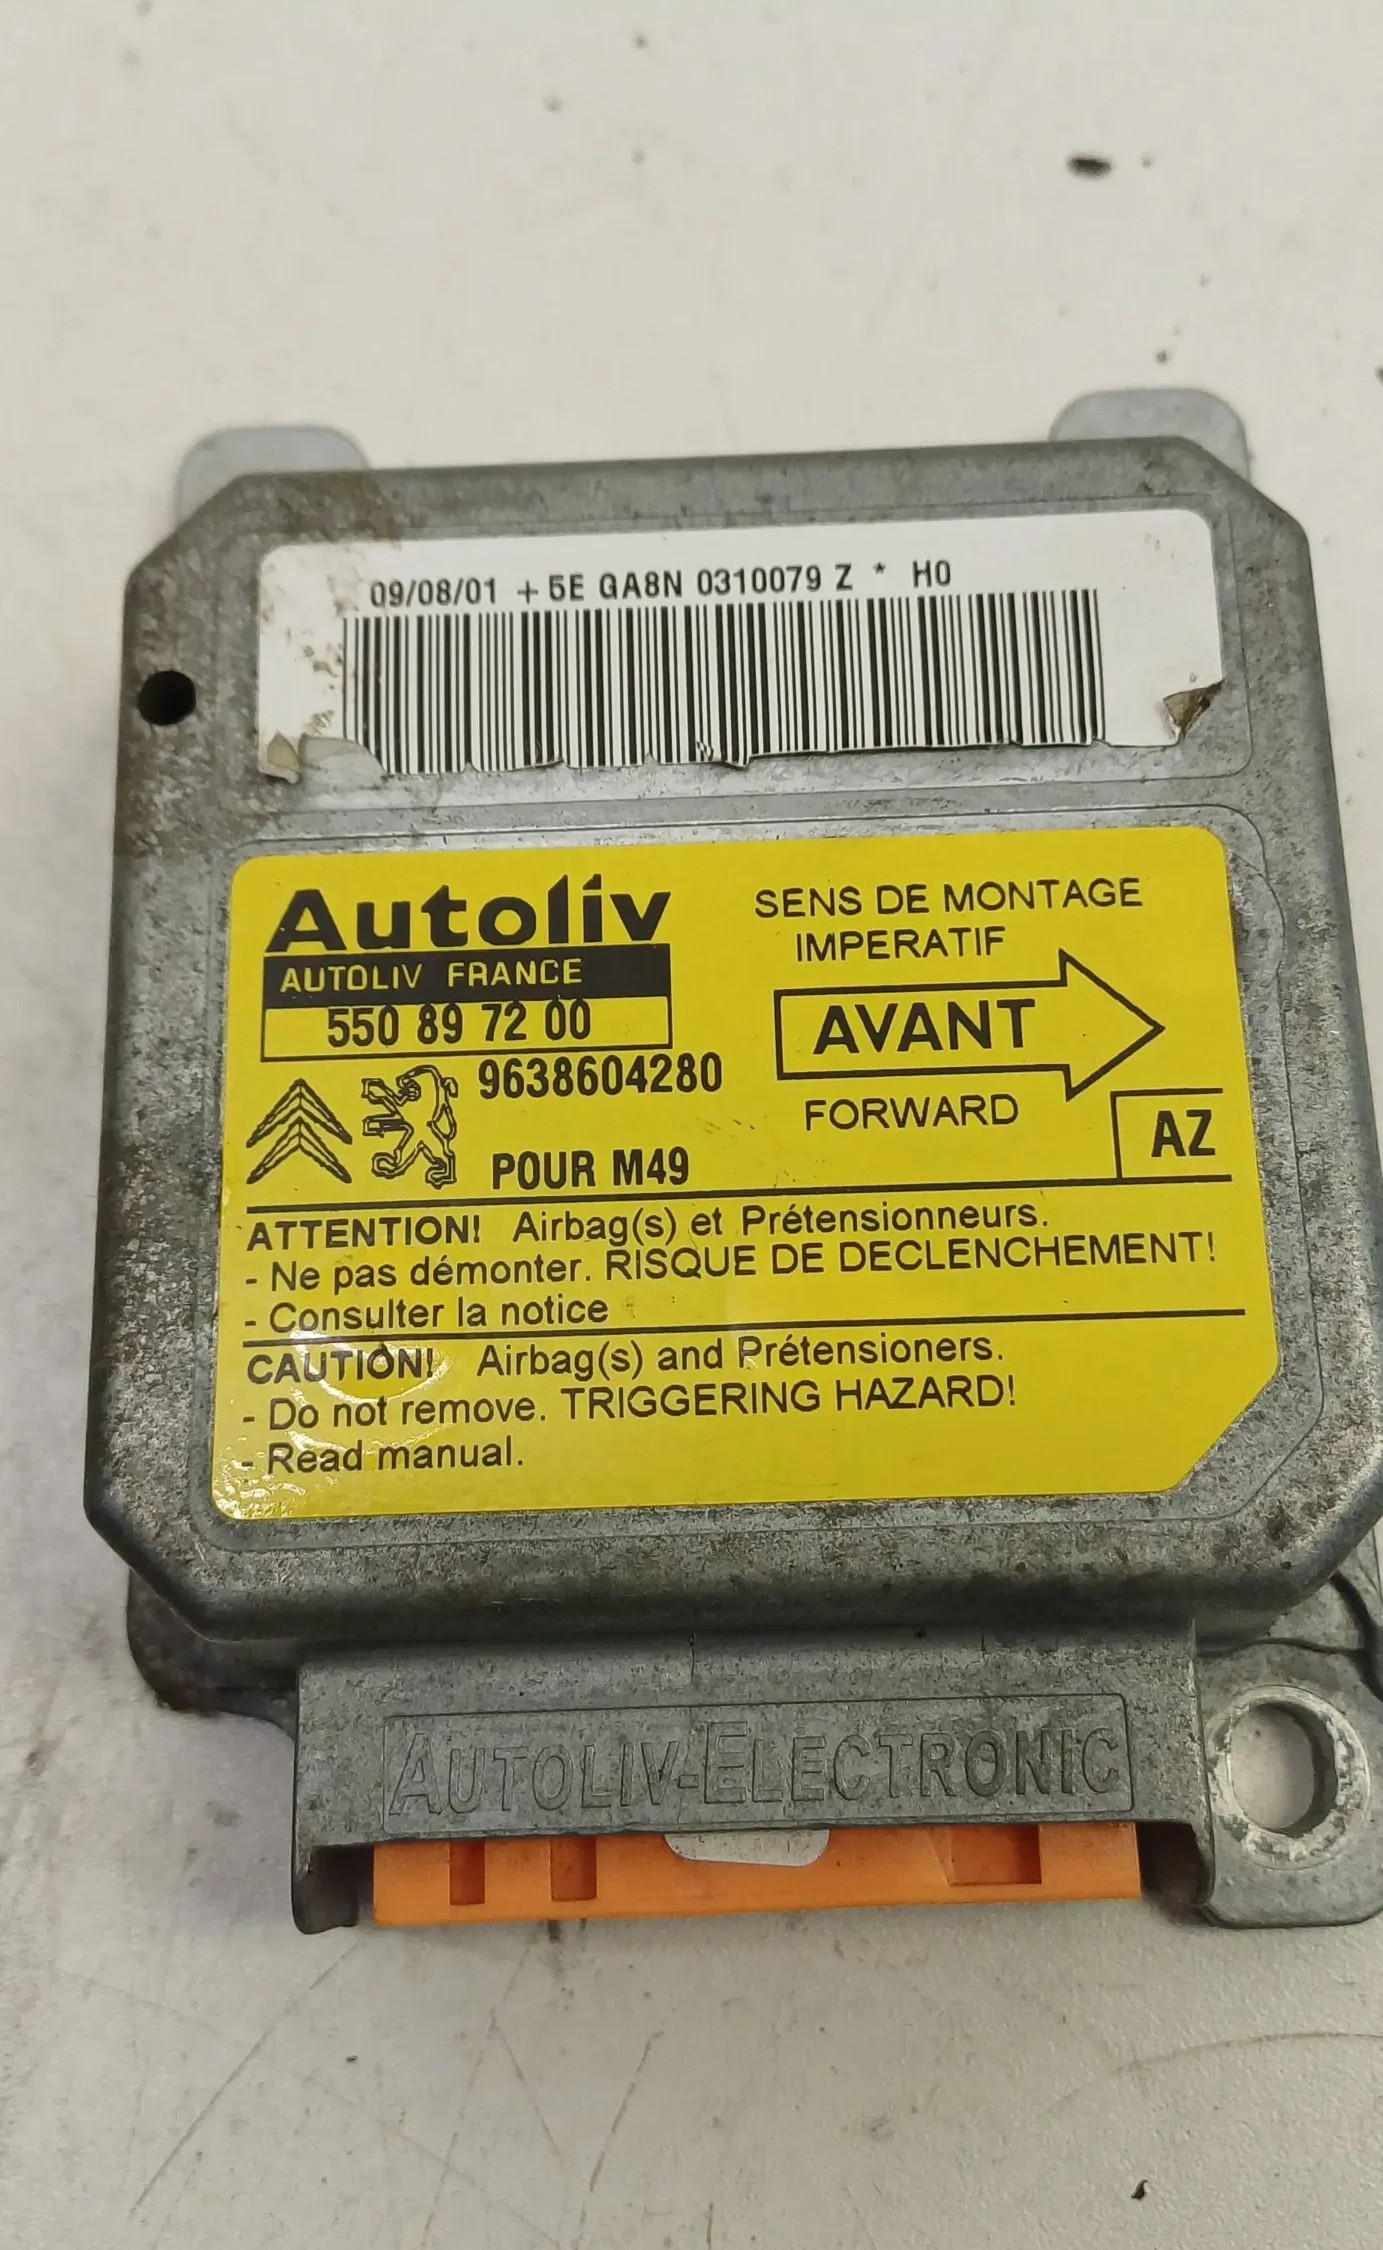 09/08/01 + 5E GA8N 0310079 Z * H0
Autoliv
AUTOLIV FRANCE
550 89 72 00
9638604280
POUR M49
SENS DE MONTAGE
IMPERATIF
AVANT
FORWARD
AZ
ATTENTION! Airbag(s) et Prétensionneurs.
- Ne pas démonter. RISQUE DE DECLENCHEMENT!
- Consulter la notice
CAUTION! Airbag(s) and Prétensioners.
- Do not remove. TRIGGERING HAZARD!
- Read manual.
AUTOLIV-ELECTRONIC